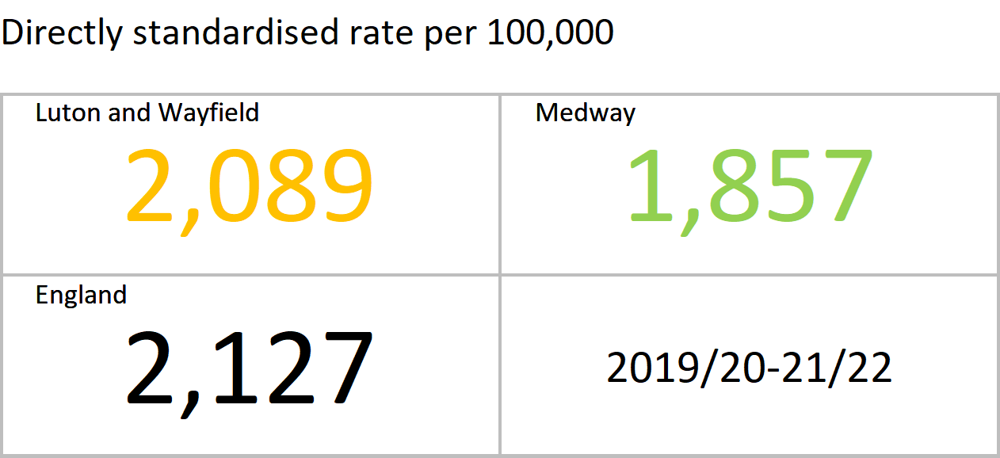 Directly standardised rate per 100,000
Luton and Wayfield
2,089
Medway
1,857
England
2,127
2019/20-21/22